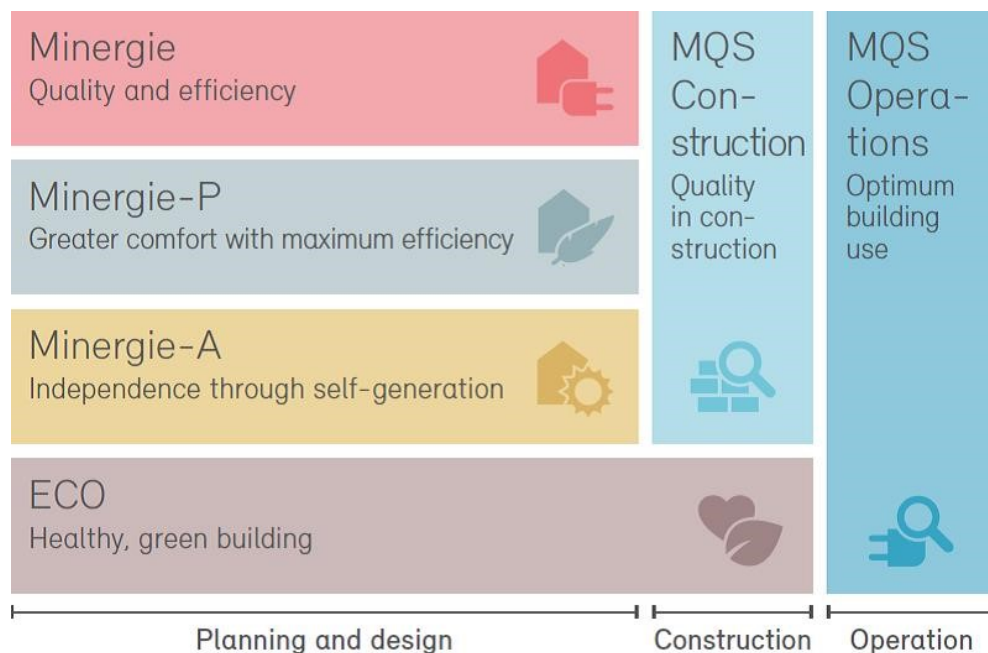 Minergie
Quality and efficiency
Minergie-P
Greater comfort with maximum efficiency
Minergie-A
Independence through self-generation
ECO
Healthy, green building
MQS
Con-
struction
Quality
in con-
struction
MQS
Opera-
tions
Optimum
building
use
Planning and design
Construction
Operation